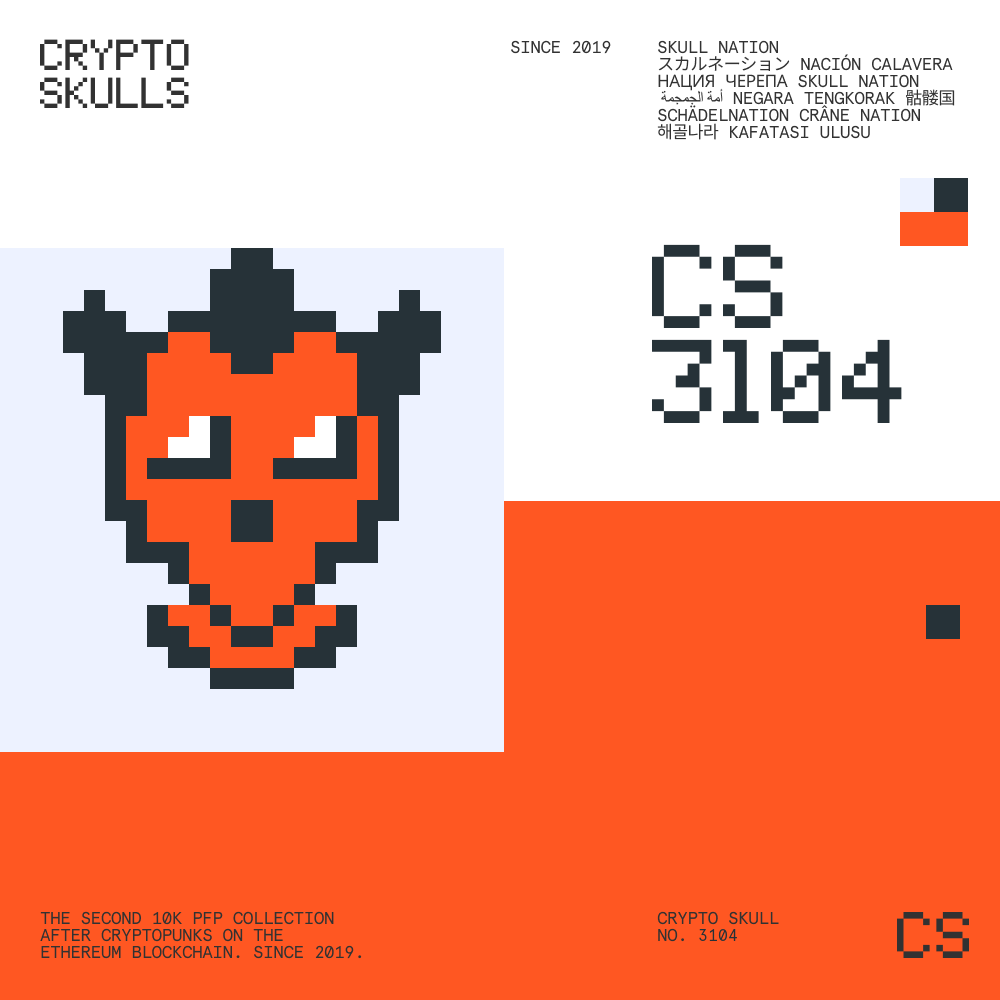 CRYPTO
SKULLS
SINCE 2019
SKULL NATION
スカルネーション NACIÓN CALAVERA
НАЦИЯ ЧЕРЕПА SKULL NATION
أمة الجمجمة NEGARA TENGKORAK 骷髅国
SCHÄDELNATION CRÂNE NATION
해골나라 KAFATASI ULUSU
CS
3104
THE SECOND 10K PFP COLLECTION
AFTER CRYPTOPUNKS ON THE
ETHEREUM BLOCKCHAIN. SINCE 2019.
CRYPTO SKULL
NO. 3104
CS